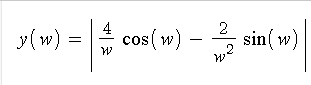 y(w) = | 4/w cos(w) − 2/w² sin(w) |